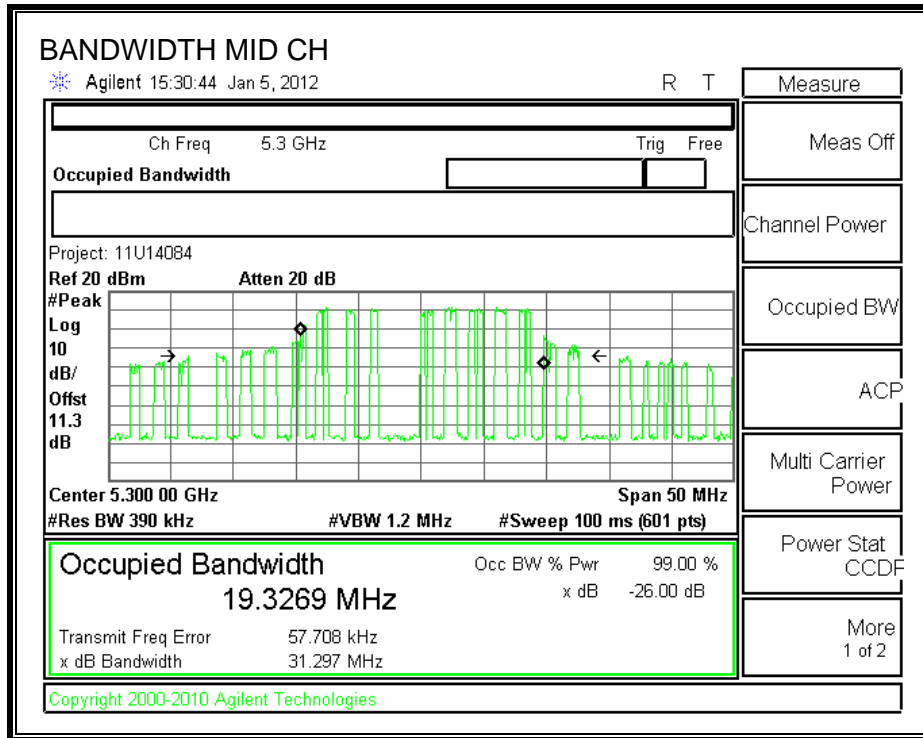 BANDWIDTH MID CH
Agilent 15:30:44 Jan 5, 2012 R T
Measure
Ch Freq 5.3 GHz Trig Free
Meas Off
Occupied Bandwidth
Channel Power
Project: 11U14084
Ref 20 dBm Atten 20 dB
#Peak
Log
10
dB/
Offst
11.3
dB
Occupied BW
ACP
Center 5.300 00 GHz Span 50 MHz
#Res BW 390 kHz #VBW 1.2 MHz #Sweep 100 ms (601 pts)
Multi Carrier
Power
Occupied Bandwidth
19.3269 MHz
Occ BW % Pwr 99.00 %
x dB -26.00 dB
Transmit Freq Error 57.708 kHz
x dB Bandwidth 31.297 MHz
Power Stat
CCDF
More
1 of 2
Copyright 2000-2010 Agilent Technologies